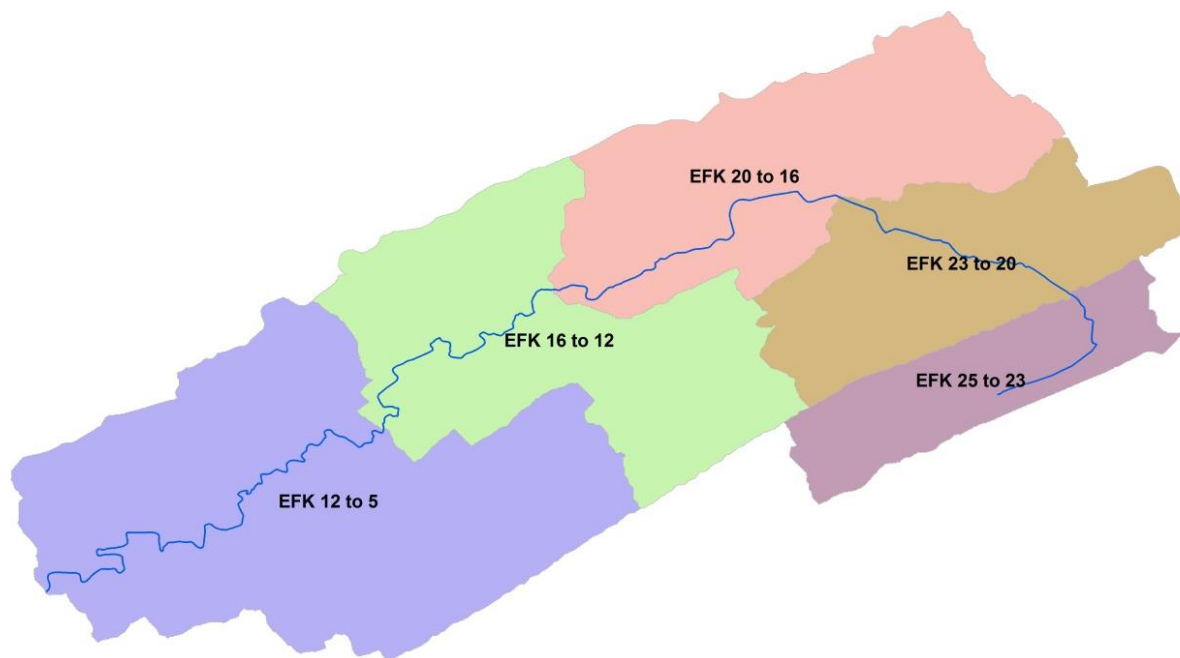 EFK 20 to 16
EFK 23 to 20
EFK 16 to 12
EFK 25 to 23
EFK 12 to 5